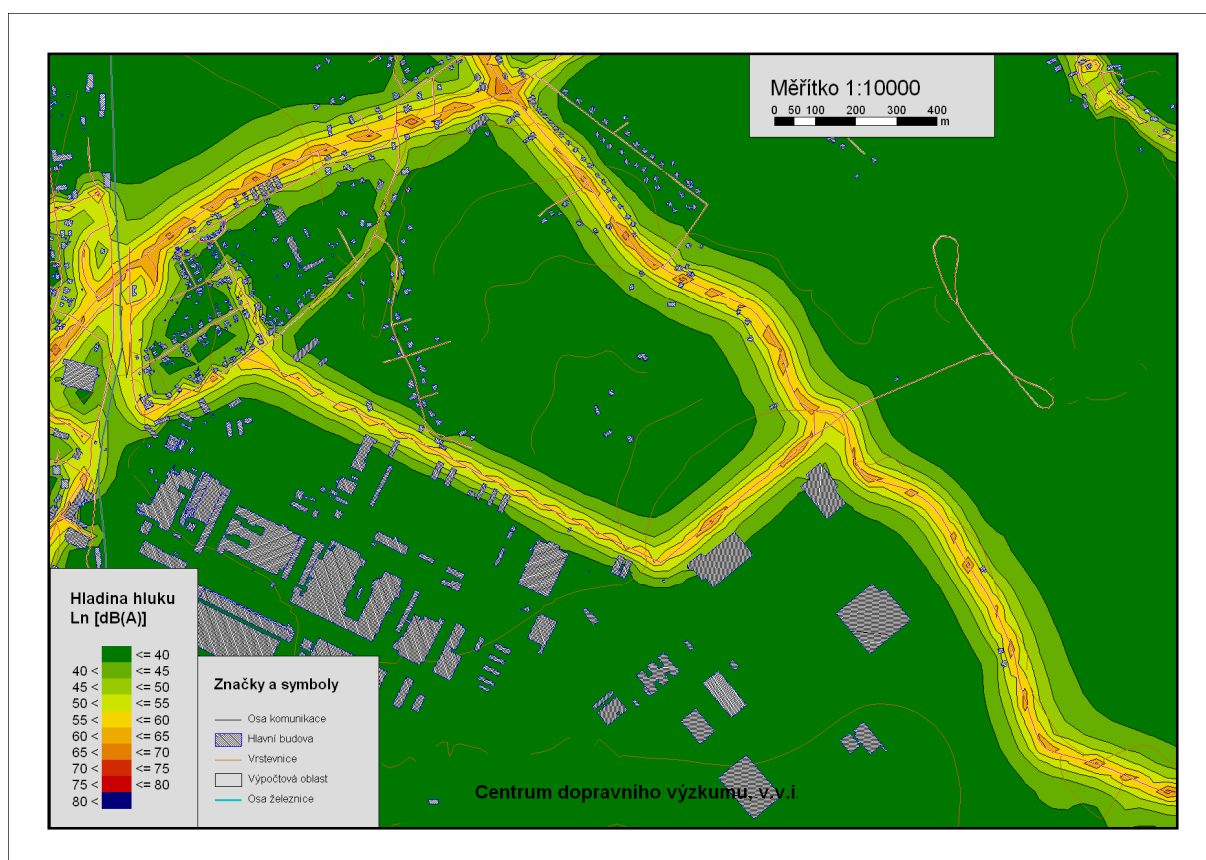 Měřítko 1:10000
0 50 100 200 300 400
m
Hladina hluku
Ln [dB(A)]
<= 40
40 < <= 45
45 < <= 50
50 < <= 55
55 < <= 60
60 < <= 65
65 < <= 70
70 < <= 75
75 < <= 80
80 <
Značky a symboly
Osa komunikace
Hlavní budova
Vrstevnice
Výpočtová oblast
Osa železnice
Centrum dopravního výzkumu, v.v.i